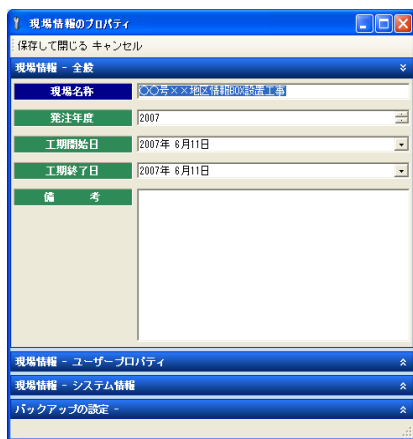 現場情報のプロパティ
保存して閉じる キャンセル
現場情報 - 全般
現場名称 〇〇号××地区情報BOX設置工事
発注年度 2007
工期開始日 2007年 6月11日
工期終了日 2007年 6月11日
備 考
現場情報 - ユーザープロパティ
現場情報 - システム情報
バックアップの設定 -